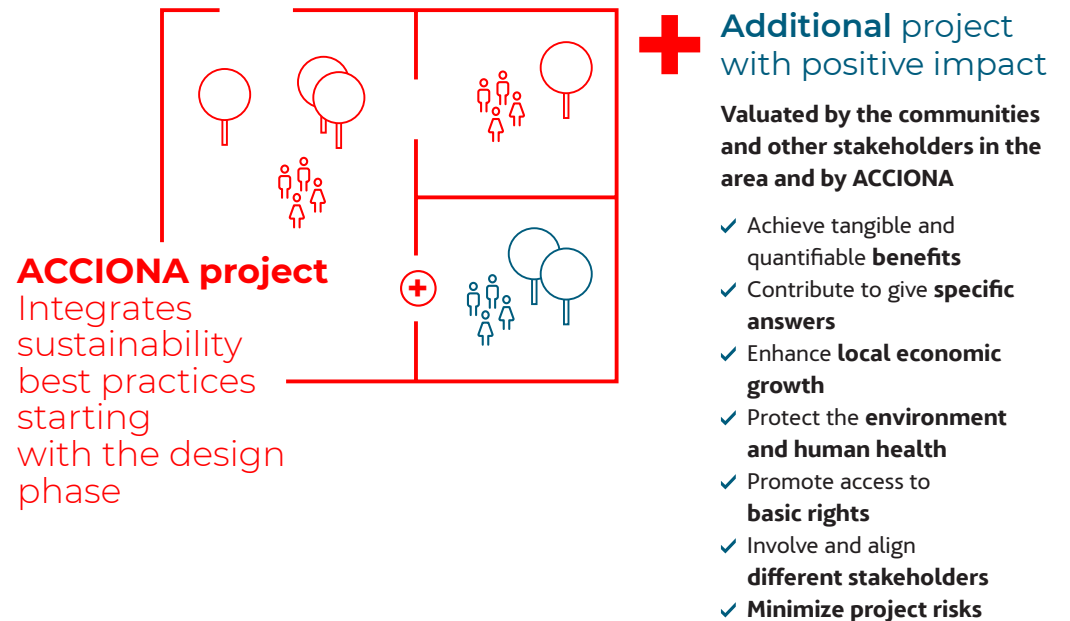 ACCIONA project
Integrates
sustainability
best practices
starting
with the design
phase
Additional project
with positive impact
Valuated by the communities
and other stakeholders in the
area and by ACCIONA
Achieve tangible and
quantifiable benefits
Contribute to give specific
answers
Enhance local economic
growth
Protect the environment
and human health
Promote access to
basic rights
Involve and align
different stakeholders
Minimize project risks